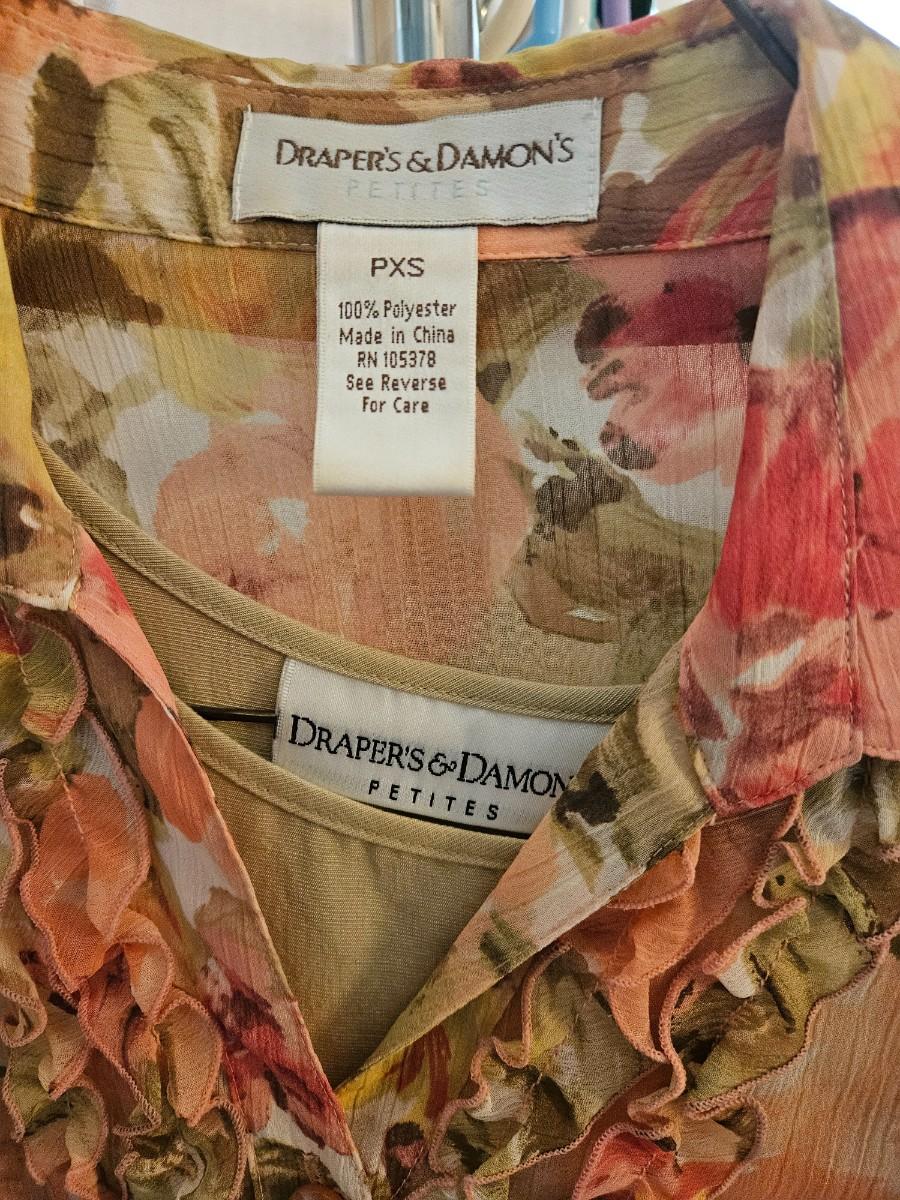 DRAPER'S & DAMON'S
PETITES
PXS
100% Polyester
Made in China
RN 105378
See Reverse
For Care
DRAPER'S & DAMON
PETITES